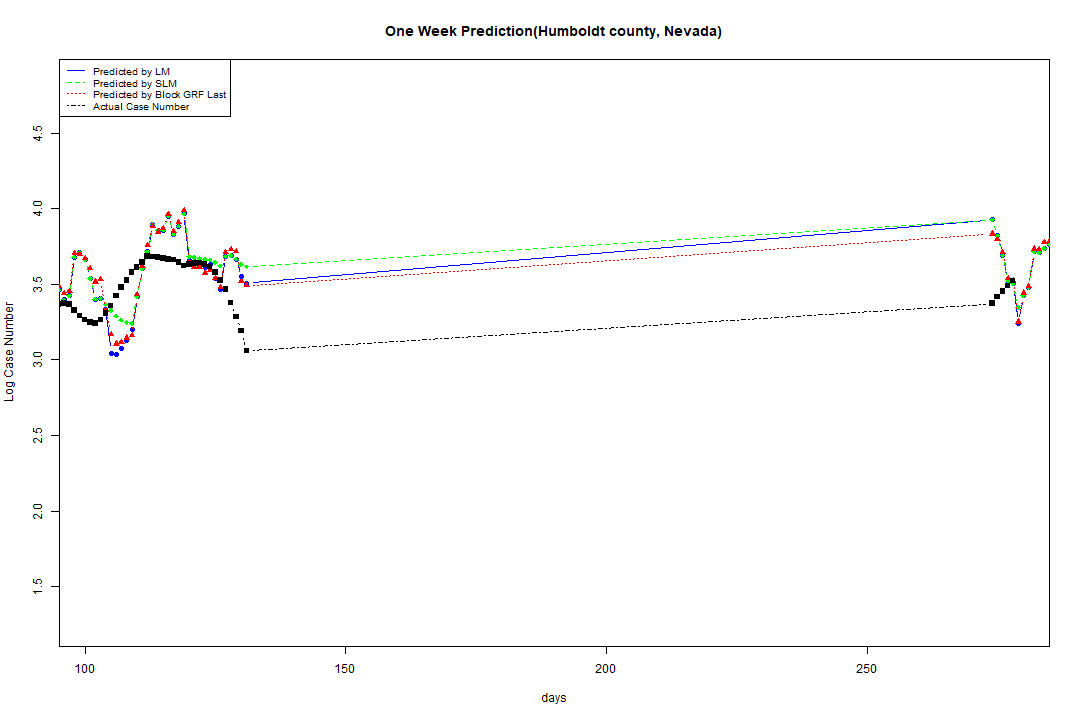 One Week Prediction(Humboldt county, Nevada)
Predicted by LM
Predicted by SLM
Predicted by Block GRF Last
Actual Case Number
Log Case Number
4.5
4.0
3.5
3.0
2.5
2.0
1.5
100 150 200 250
days